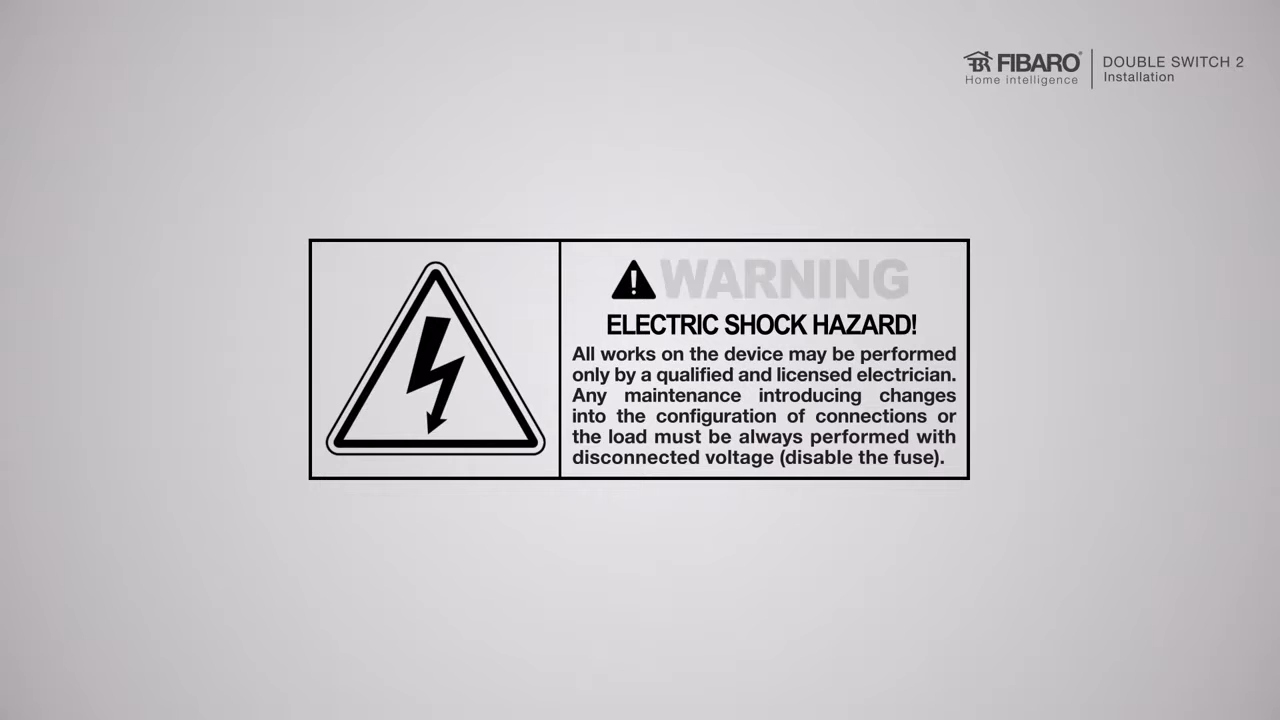 FIBARO
Home intelligence
DOUBLE SWITCH 2
Installation
WARNING
ELECTRIC SHOCK HAZARD!
All works on the device may be performed
only by a qualified and licensed electrician.
Any maintenance introducing changes
into the configuration of connections or
the load must be always performed with
disconnected voltage (disable the fuse).